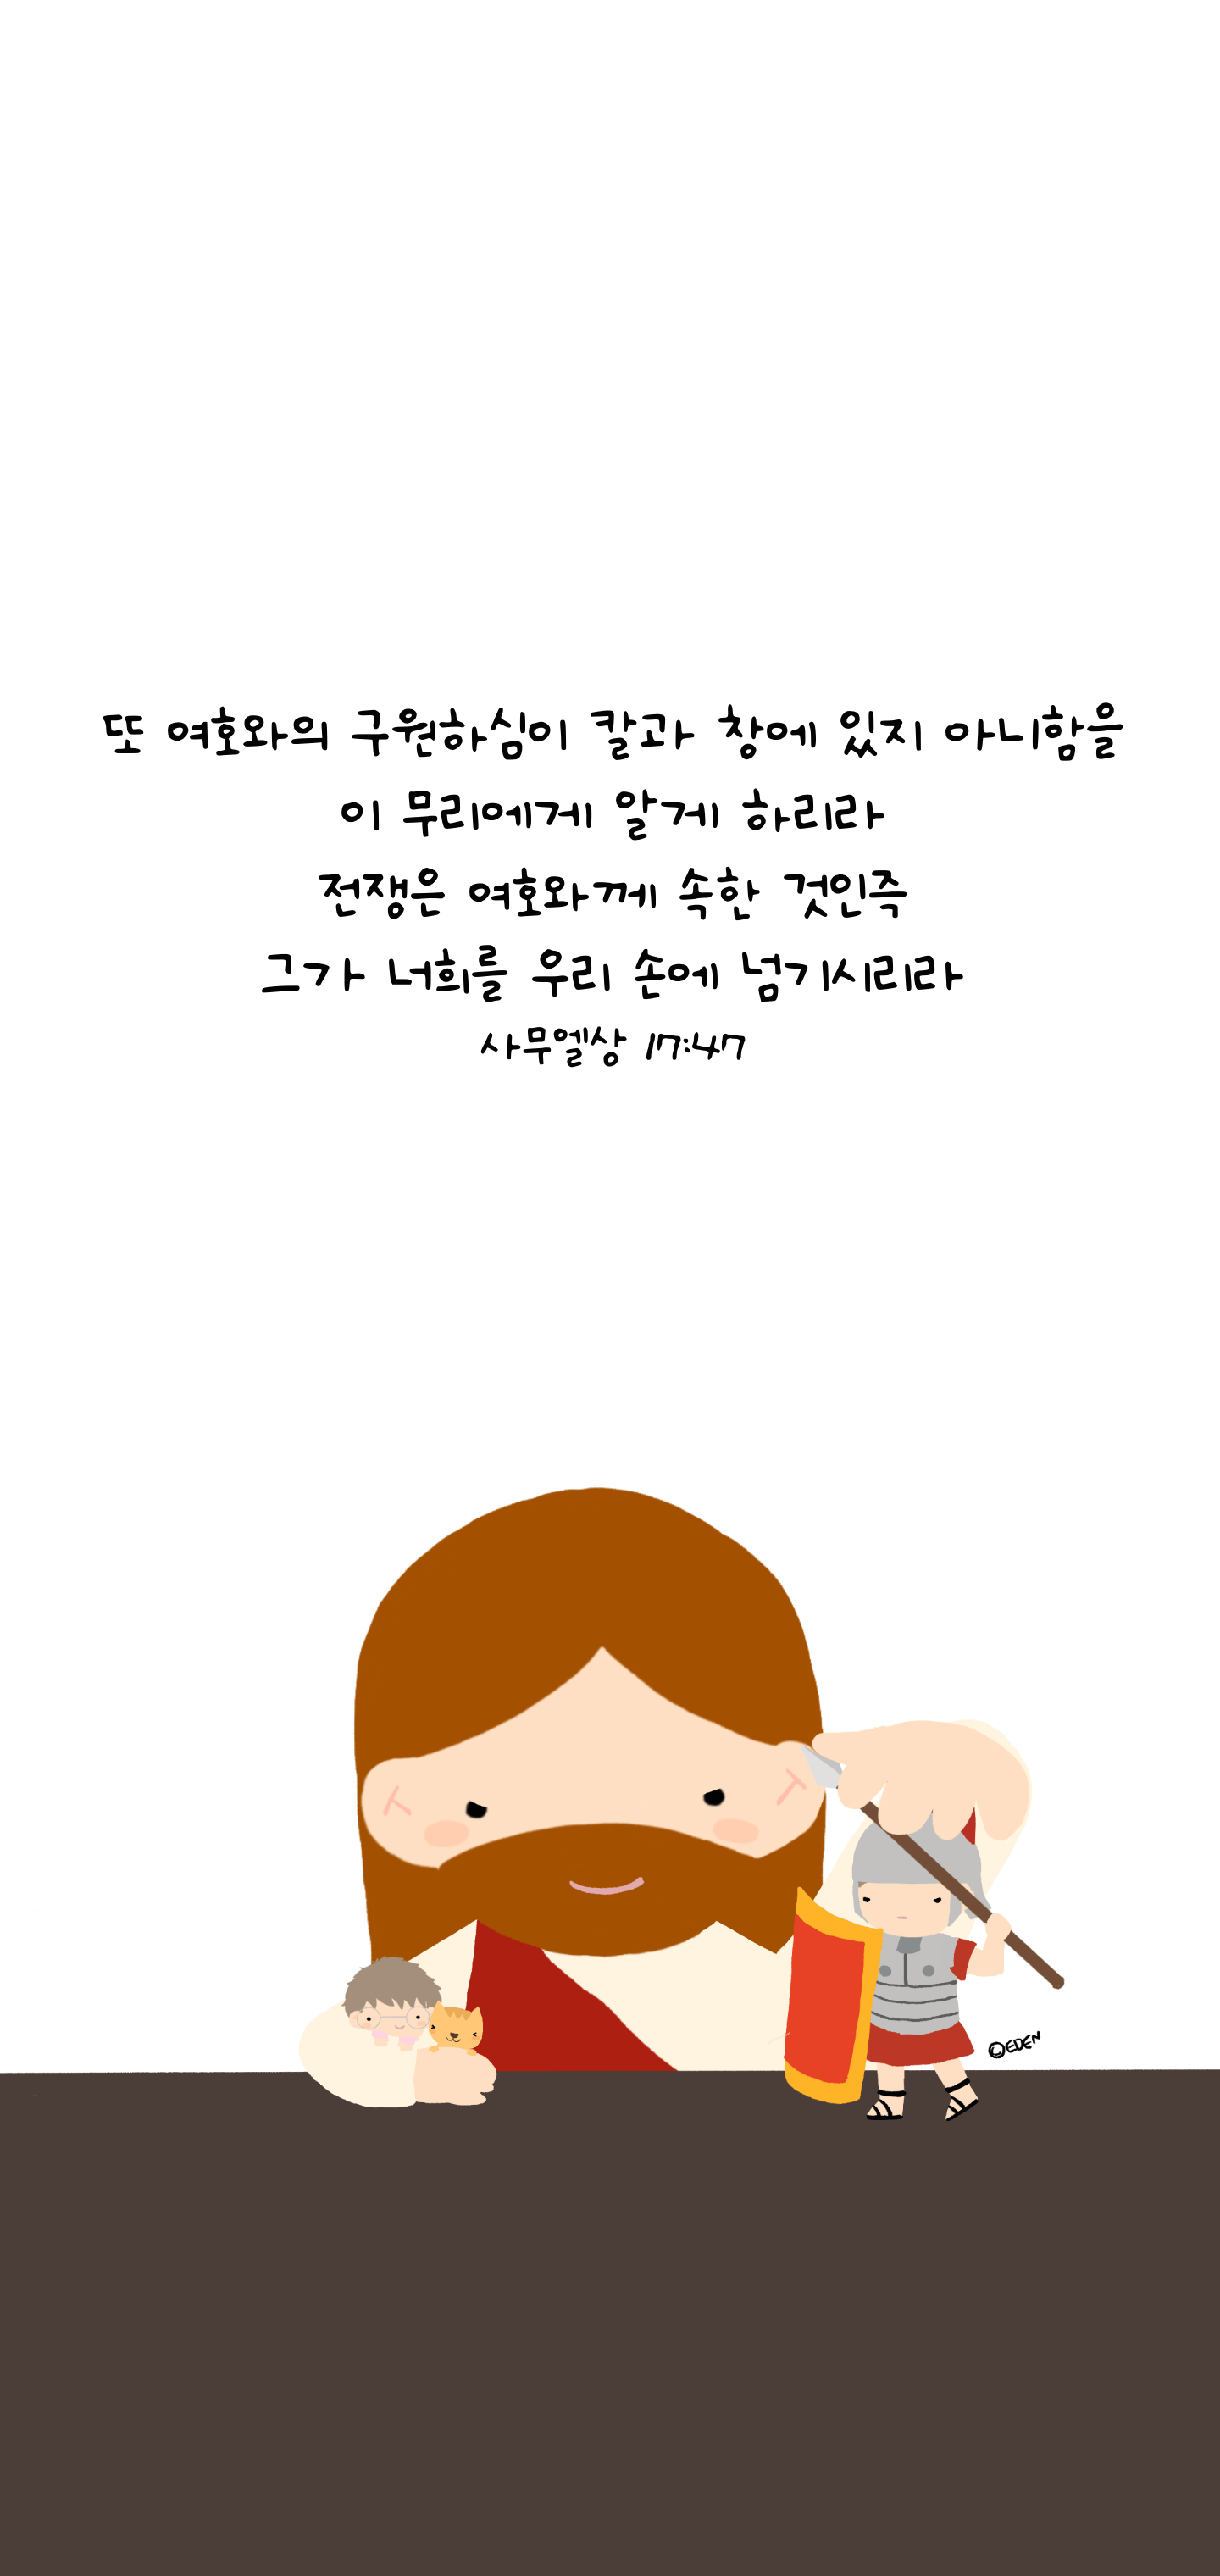 또 여호와의 구원하심이 칼과 창에 있지 아니함을
이 무리에게 알게 하리라
전쟁은 여호와께 속한 것인즉
그가 너희를 우리 손에 넘기시리라
사무엘상 17:47
©EDEN